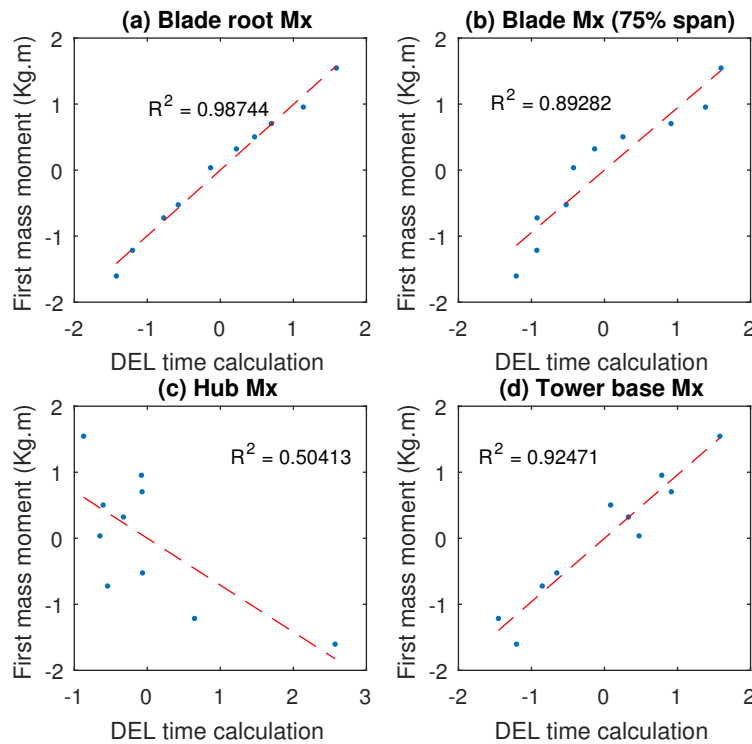 (a) Blade root Mx
First mass moment (Kg.m)
2
1
0
-1
-2
R² = 0.98744
-2 -1 0 1 2
DEL time calculation
(b) Blade Mx (75% span)
First mass moment (Kg.m)
2
1
0
-1
-2
R² = 0.89282
-2 -1 0 1 2
DEL time calculation
(c) Hub Mx
First mass moment (Kg.m)
2
1
0
-1
-2
R² = 0.50413
-1 0 1 2 3
DEL time calculation
(d) Tower base Mx
First mass moment (Kg.m)
2
1
0
-1
-2
R² = 0.92471
-2 -1 0 1 2
DEL time calculation